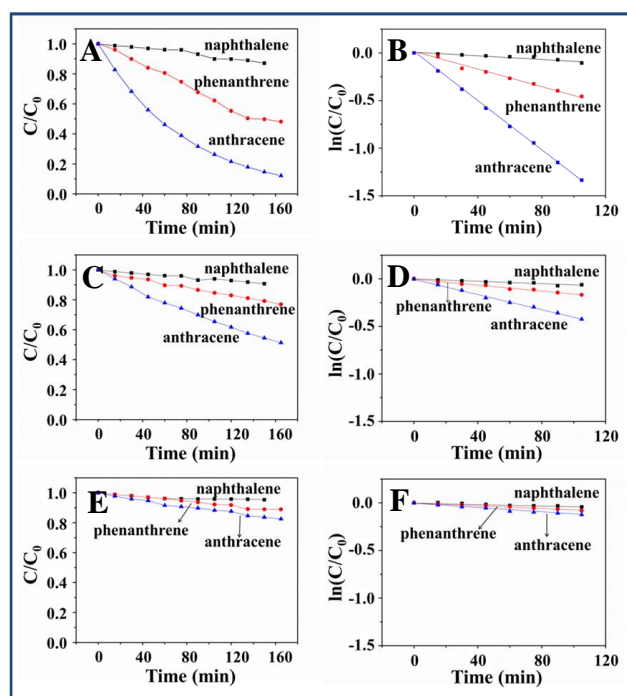 A
C/C0
1.0
0.8
0.6
0.4
0.2
0.0
naphthalene
phenanthrene
anthracene
0 40 80 120 160
Time (min)
B
ln(C/C0)
0.0
-0.5
-1.0
-1.5
naphthalene
phenanthrene
anthracene
0 40 80 120
Time (min)
C
C/C0
1.0
0.8
0.6
0.4
0.2
0.0
naphthalene
phenanthrene
anthracene
0 40 80 120 160
Time (min)
D
ln(C/C0)
0.0
-0.5
-1.0
-1.5
naphthalene
phenanthrene
anthracene
0 40 80 120
Time (min)
E
C/C0
1.0
0.8
0.6
0.4
0.2
0.0
naphthalene
phenanthrene
anthracene
0 40 80 120 160
Time (min)
F
ln(C/C0)
0.0
-0.5
-1.0
-1.5
naphthalene
phenanthrene
anthracene
0 40 80 120
Time (min)